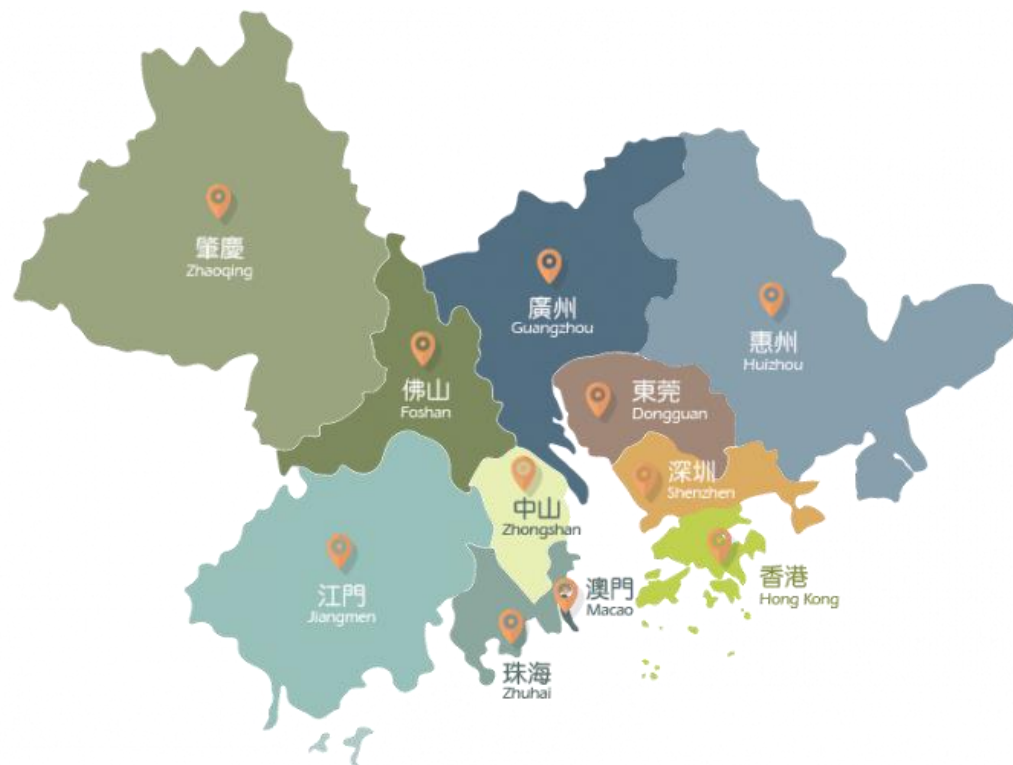 肇慶
Zhaoqing
廣州
Guangzhou
惠州
Huizhou
佛山
Foshan
東莞
Dongguan
深圳
Shenzhen
中山
Zhongshan
香港
Hong Kong
江門
Jiangmen
澳門
Macao
珠海
Zhuhai